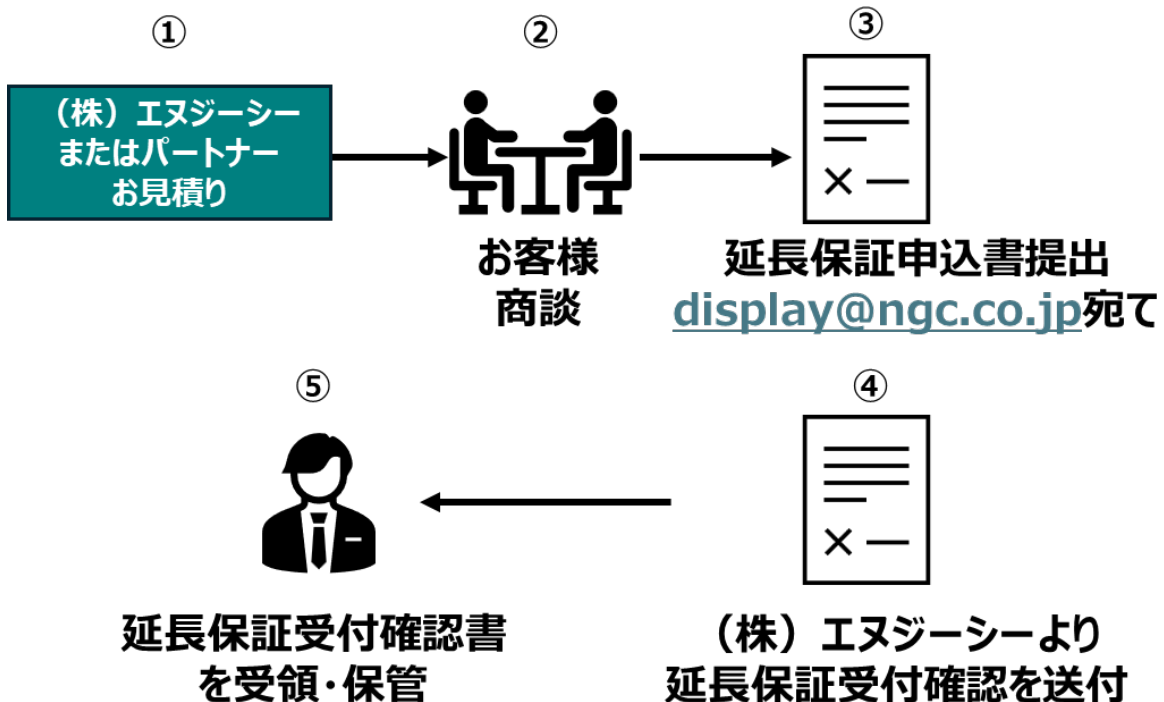 ①
（株）エヌジーシー
またはパートナー
お見積り
②
お客様
商談
③
延長保証申込書提出
display@ngc.co.jp宛て
④
（株）エヌジーシーより
延長保証受付確認を送付
⑤
延長保証受付確認書
を受領・保管